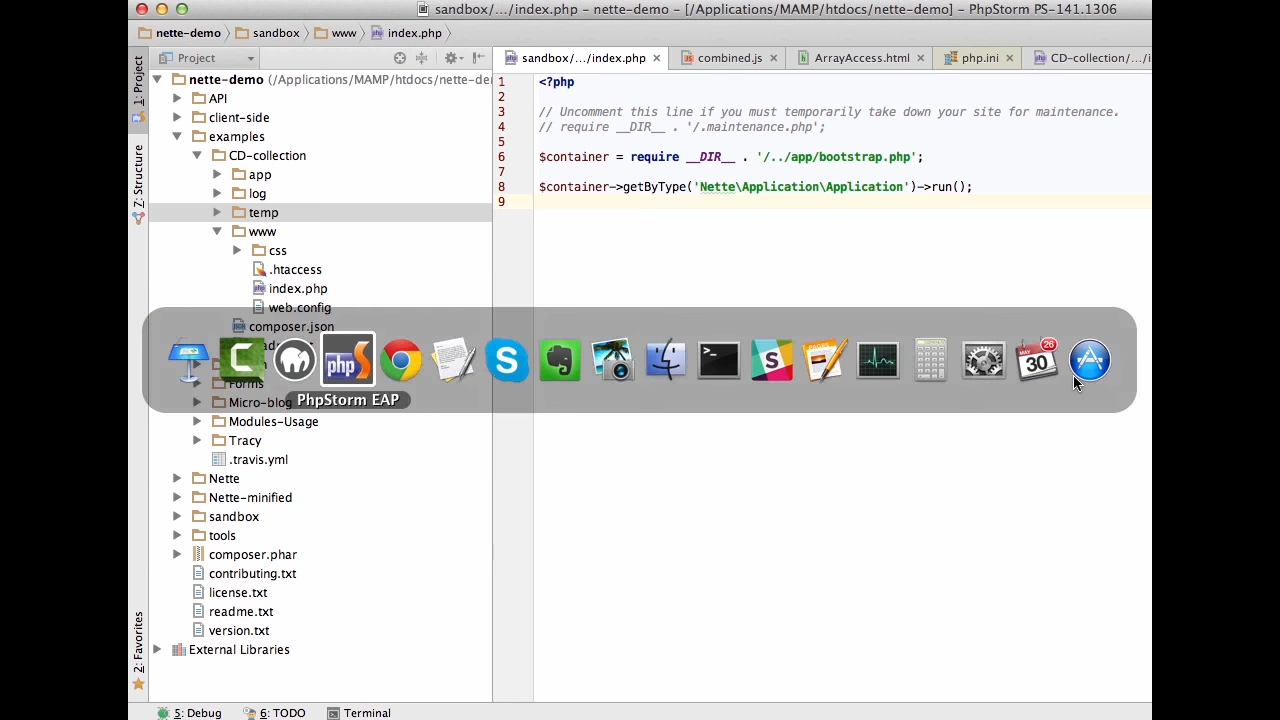 sandbox/.../index.php - nette-demo - [/Applications/MAMP/htdocs/nette-demo] - PhpStorm PS-141.1306
nette-demo sandbox www index.php
Project
sandbox/.../index.php combined.js ArrayAccess.html php.ini CD-collection/.../i
1: Project
Z: Structure
2: Favorites
nette-demo (/Applications/MAMP/htdocs/nette-de
API
client-side
examples
CD-collection
app
log
temp
www
css
.htaccess
index.php
web.config
composer.json
Forms
Micro-blog
Modules-Usage
Tracy
.travis.yml
Nette
Nette-minified
sandbox
tools
composer.phar
contributing.txt
license.txt
readme.txt
version.txt
External Libraries
1 <?php
2
3 // Uncomment this line if you must temporarily take down your site for maintenance.
4 // require __DIR__ . '/.maintenance.php';
5
6 $container = require __DIR__ . '/../app/bootstrap.php';
7
8 $container->getByType('Nette\Application\Application')->run();
9
C
php
S
S
MAY
30
26
PhpStorm EAP
5: Debug 6: TODO Terminal